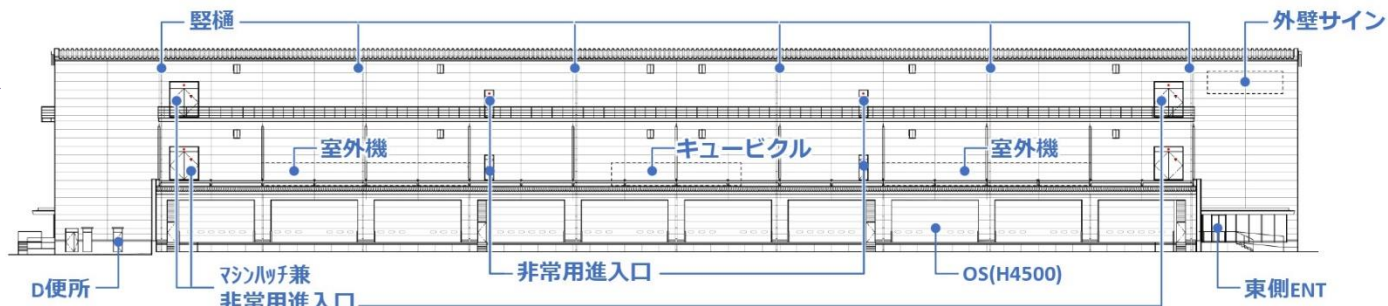 竪樋
外壁サイン
室外機
キュービクル
室外機
D便所
ﾏｼﾝﾊｯﾁ兼
非常用進入口
非常用進入口
OS(H4500)
東側ENT